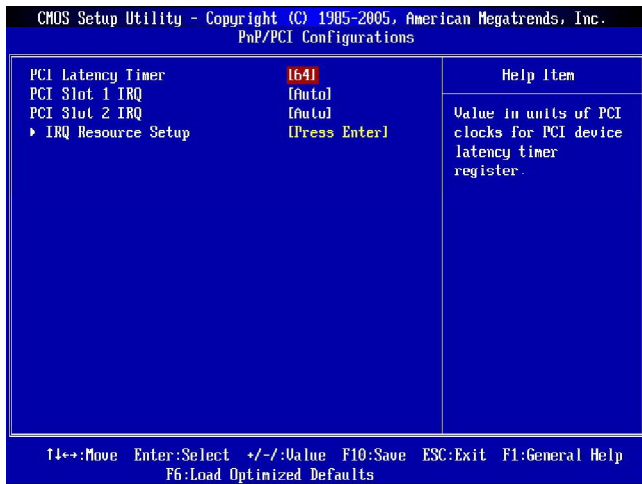 CMOS Setup Utility - Copyright (C) 1985-2005, American Megatrends, Inc.
PnP/PCI Configurations
PCI Latency Timer [64]
PCI Slot 1 IRQ [Auto]
PCI Slot 2 IRQ [Auto]
▸ IRQ Resource Setup [Press Enter]
Help Item
Value in units of PCI
clocks for PCI device
latency timer
register.
↑↓←→:Move Enter:Select +/-/:Value F10:Save ESC:Exit F1:General Help
F6:Load Optimized Defaults